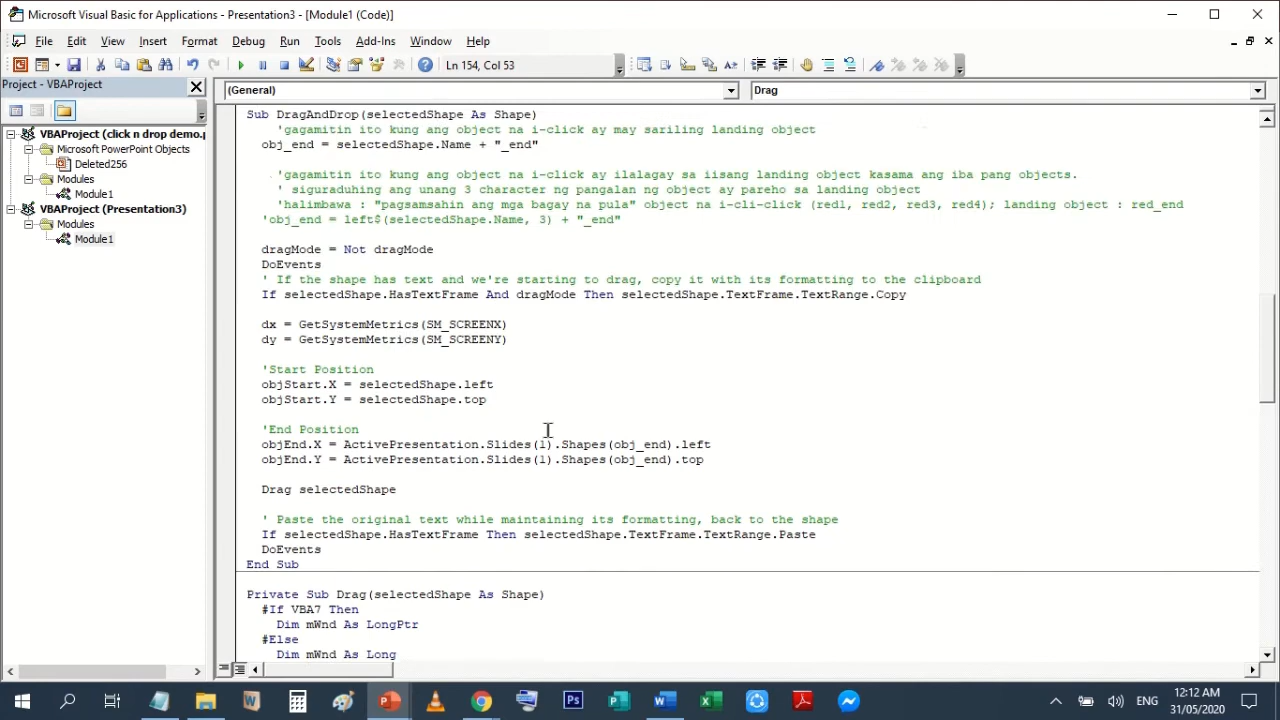 Microsoft Visual Basic for Applications - Presentation3 - [Module1 (Code)]
File Edit View Insert Format Debug Run Tools Add-Ins Window Help
Ln 154, Col 53
Project - VBAProject
(General)
Drag
VBAProject (click n drop demo.p
Microsoft PowerPoint Objects
Deleted256
Modules
Module1
VBAProject (Presentation3)
Modules
Module1
Sub DragAndDrop(selectedShape As Shape)
'gagamitin ito kung ang object na i-click ay may sariling landing object
obj_end = selectedShape.Name + "_end"
'gagamitin ito kung ang object na i-click ay ilalagay sa iisang landing object kasama ang iba pang objects.
' siguraduhing ang unang 3 character ng pangalan ng object ay pareho sa landing object
'halimbawa : "pagsamsahin ang mga bagay na pula" object na i-cli-click (red1, red2, red3, red4); landing object : red_end
'obj_end = left$(selectedShape.Name, 3) + "_end"
dragMode = Not dragMode
DoEvents
' If the shape has text and we're starting to drag, copy it with its formatting to the clipboard
If selectedShape.HasTextFrame And dragMode Then selectedShape.TextFrame.TextRange.Copy
dx = GetSystemMetrics(SM_SCREENX)
dy = GetSystemMetrics(SM_SCREENY)
'Start Position
objStart.X = selectedShape.left
objStart.Y = selectedShape.top
'End Position
objEnd.X = ActivePresentation.Slides(1).Shapes(obj_end).left
objEnd.Y = ActivePresentation.Slides(1).Shapes(obj_end).top
Drag selectedShape
' Paste the original text while maintaining its formatting, back to the shape
If selectedShape.HasTextFrame Then selectedShape.TextFrame.TextRange.Paste
DoEvents
End Sub
Private Sub Drag(selectedShape As Shape)
#If VBA7 Then
Dim mWnd As LongPtr
#Else
Dim mWnd As Long
ENG
12:12 AM
31/05/2020